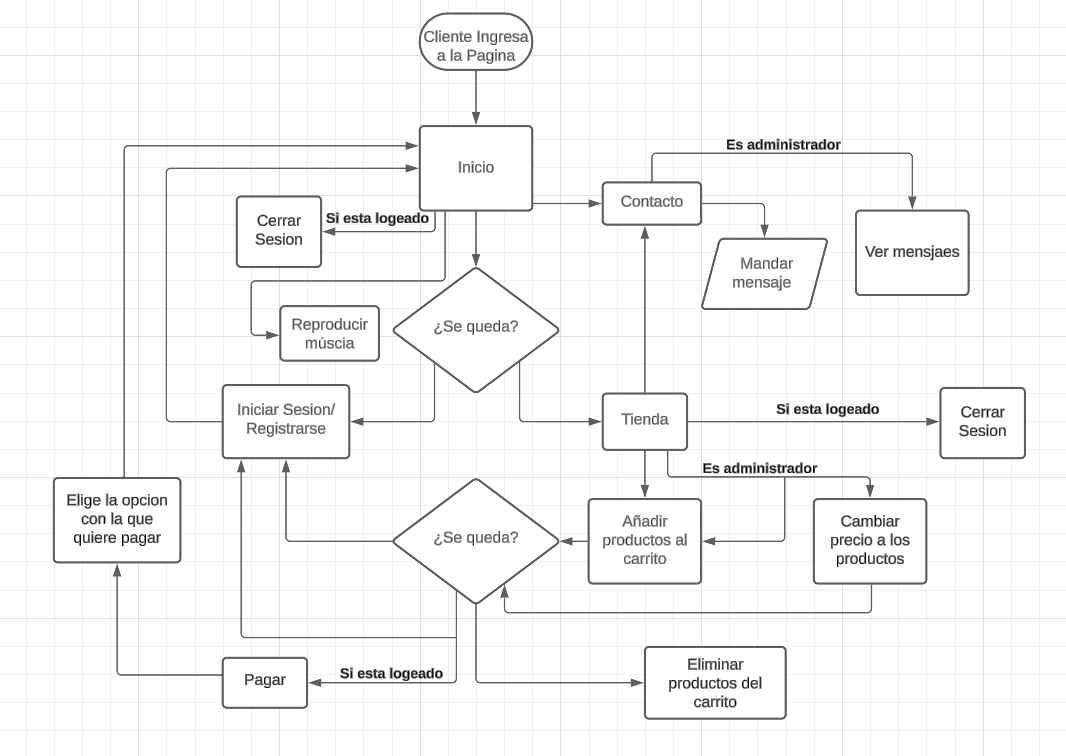 Cliente Ingresa
a la Pagina
Inicio
Es administrador
Contacto
Cerrar
Sesion
Si esta logeado
Ver mensjaes
Mandar
mensaje
¿Se queda?
Reproducir
múscia
Iniciar Sesion/
Registrarse
Tienda
Si esta logeado
Cerrar
Sesion
Es administrador
Elige la opcion
con la que
quiere pagar
¿Se queda?
Añadir
productos al
carrito
Cambiar
precio a los
productos
Pagar
Si esta logeado
Eliminar
productos del
carrito